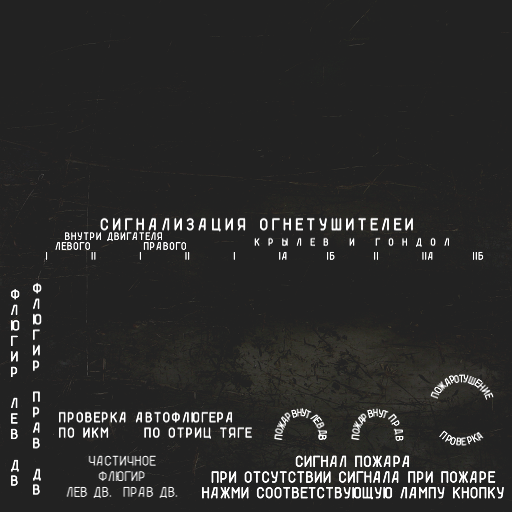 СИГНАЛИЗАЦИЯ ОГНЕТУШИТЕЛЕИ
ВНУТРИ ДВИГАТЕЛЯ
ЛЕВОГО ПРАВОГО
КРЫЛЕВ И ГОНДОЛ
I II I II I IA IБ II IIA IIБ
ФЛЮГИР ЛЕВ ДВ
ФЛЮГИР ПРАВ ДВ
ПРОВЕРКА АВТОФЛЮГЕРА
ПО ИКМ ПО ОТРИЦ ТЯГЕ
ПОЖАР ВНУТ ЛЕВ ДВ
ПОЖАР ВНУТ ПР ДВ
ПОЖАРОТУШЕНИЕ
ПРОВЕРКА
ЧАСТИЧНОЕ
ФЛЮГИР
ЛЕВ ДВ. ПРАВ ДВ.
СИГНАЛ ПОЖАРА
ПРИ ОТСУТСТВИИ СИГНАЛА ПРИ ПОЖАРЕ
НАЖМИ СООТВЕТСТВУЮЩУЮ ЛАМПУ КНОПКУ